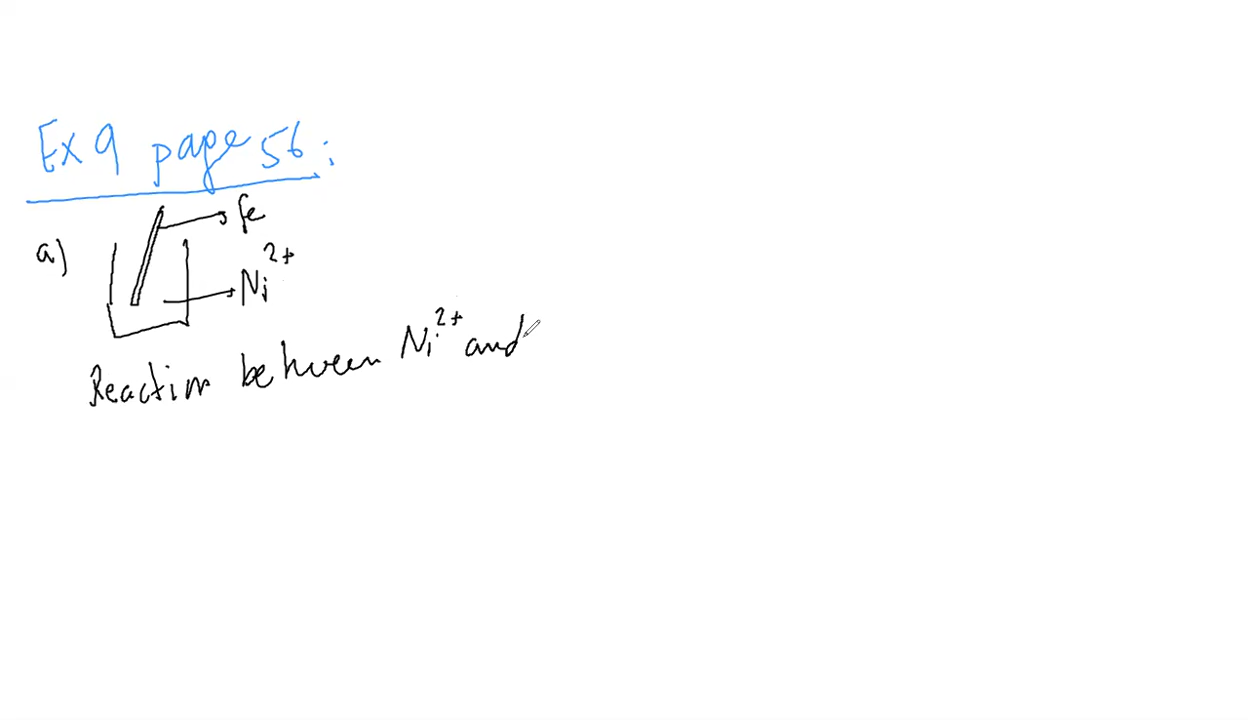 Ex 9 page 56:
a)
Fe
Ni²⁺
Reaction between Ni²⁺ and